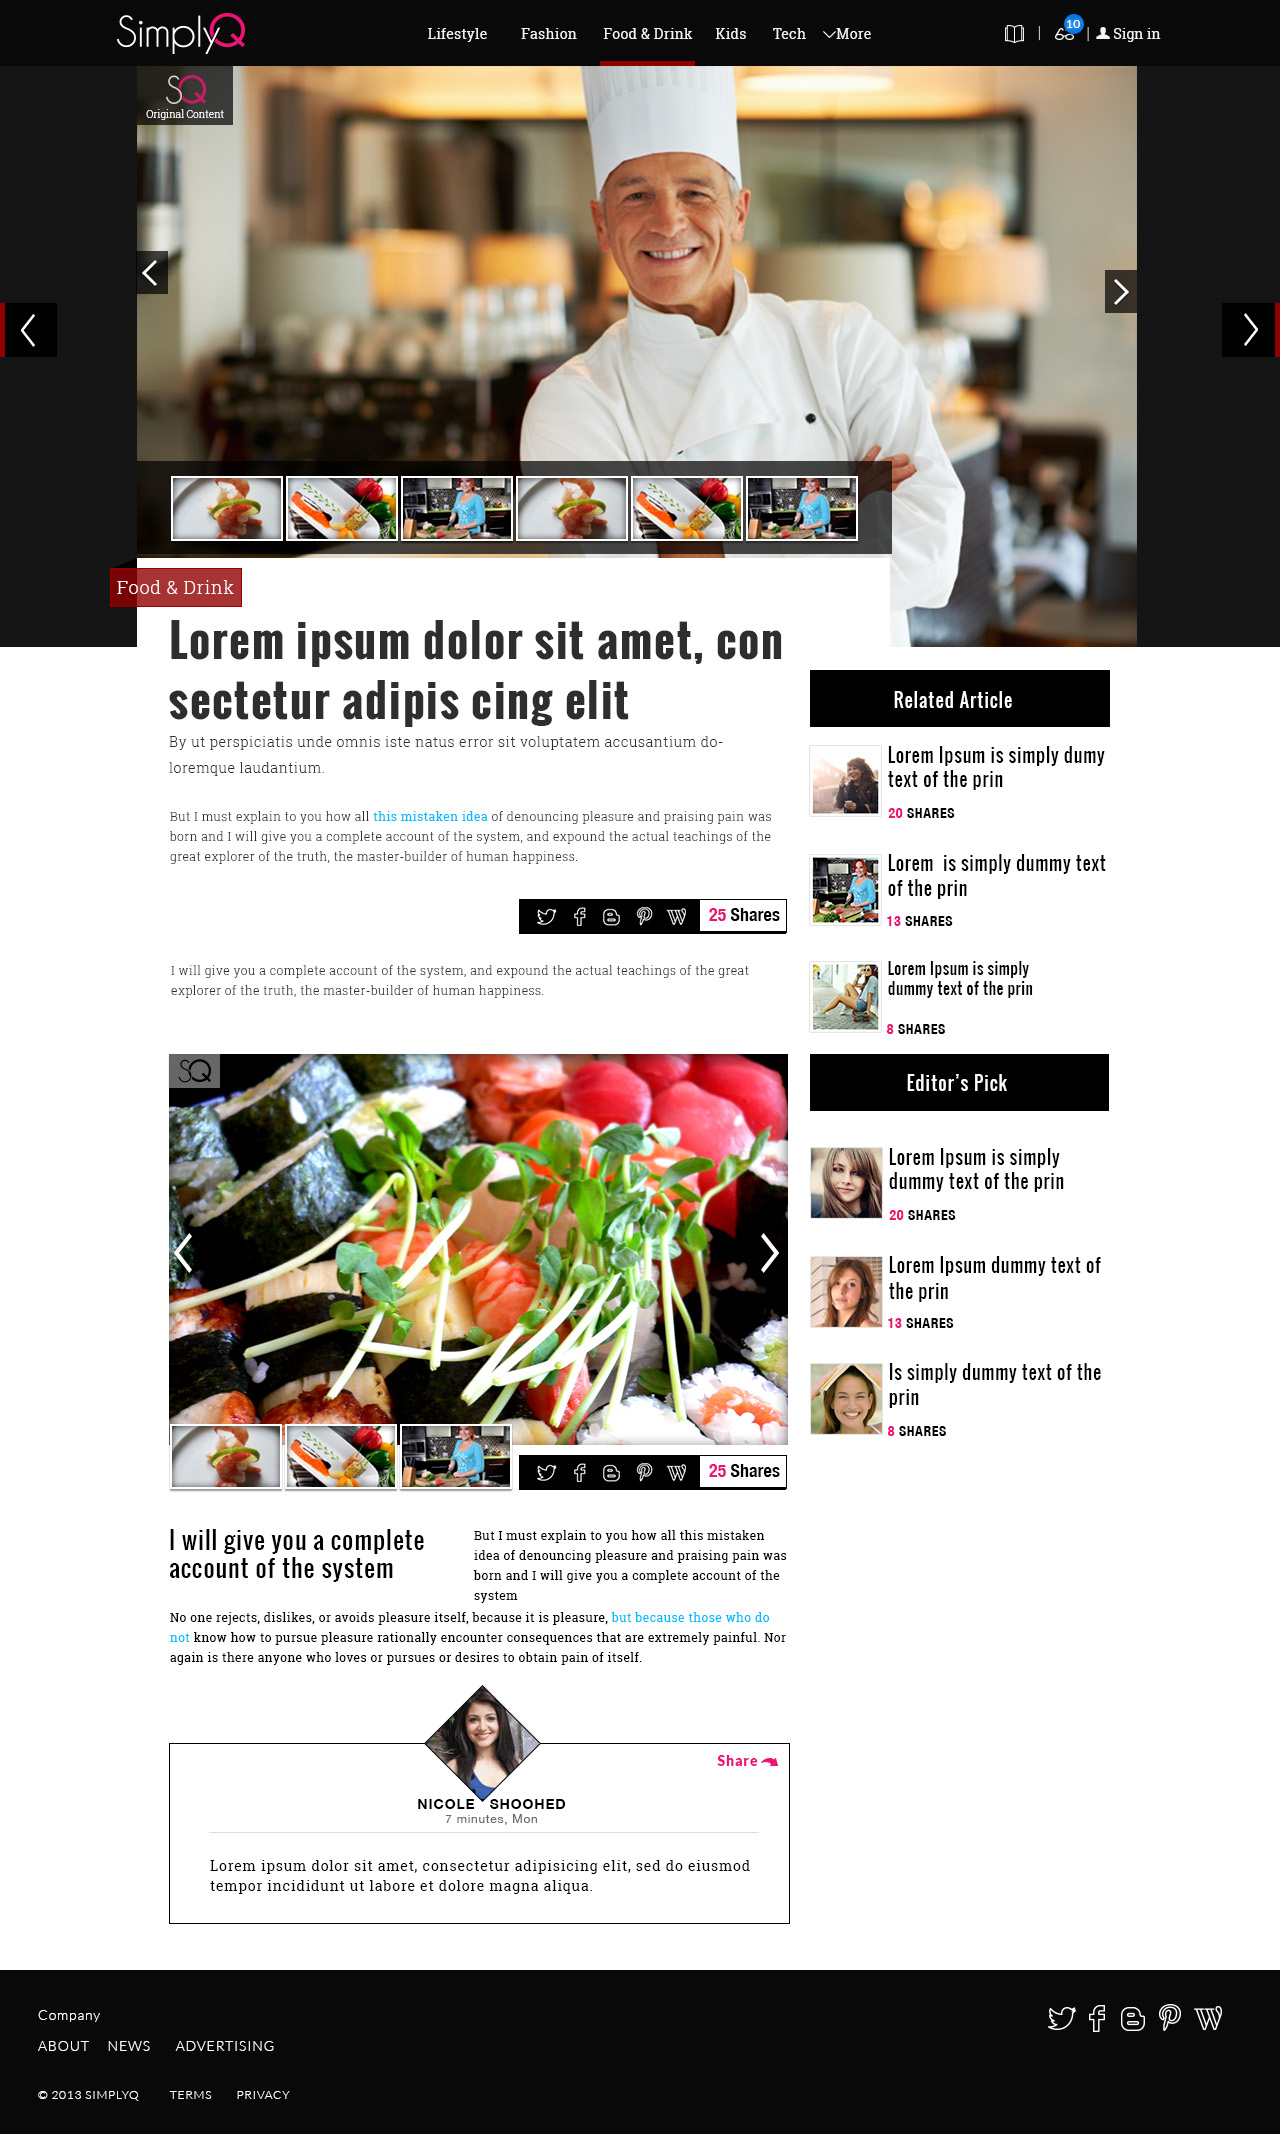 SimplyQ
Lifestyle Fashion Food & Drink Kids Tech More
10
Sign in
SQ
Original Content
Food & Drink
Lorem ipsum dolor sit amet, con
sectetur adipis cing elit
By ut perspiciatis unde omnis iste natus error sit voluptatem accusantium do-
loremque laudantium.
But I must explain to you how all this mistaken idea of denouncing pleasure and praising pain was
born and I will give you a complete account of the system, and expound the actual teachings of the
great explorer of the truth, the master-builder of human happiness.
25 Shares
I will give you a complete account of the system, and expound the actual teachings of the great
explorer of the truth, the master-builder of human happiness.
SQ
25 Shares
I will give you a complete
account of the system
But I must explain to you how all this mistaken
idea of denouncing pleasure and praising pain was
born and I will give you a complete account of the
system
No one rejects, dislikes, or avoids pleasure itself, because it is pleasure, but because those who do
not know how to pursue pleasure rationally encounter consequences that are extremely painful. Nor
again is there anyone who loves or pursues or desires to obtain pain of itself.
Share
NICOLE SHOOHED
7 minutes, Mon
Lorem ipsum dolor sit amet, consectetur adipisicing elit, sed do eiusmod
tempor incididunt ut labore et dolore magna aliqua.
Related Article
Lorem Ipsum is simply dumy
text of the prin
20 SHARES
Lorem is simply dummy text
of the prin
13 SHARES
Lorem Ipsum is simply
dummy text of the prin
8 SHARES
Editor's Pick
Lorem Ipsum is simply
dummy text of the prin
20 SHARES
Lorem Ipsum dummy text of
the prin
13 SHARES
Is simply dummy text of the
prin
8 SHARES
Company
ABOUT NEWS ADVERTISING
© 2013 SIMPLYQ TERMS PRIVACY